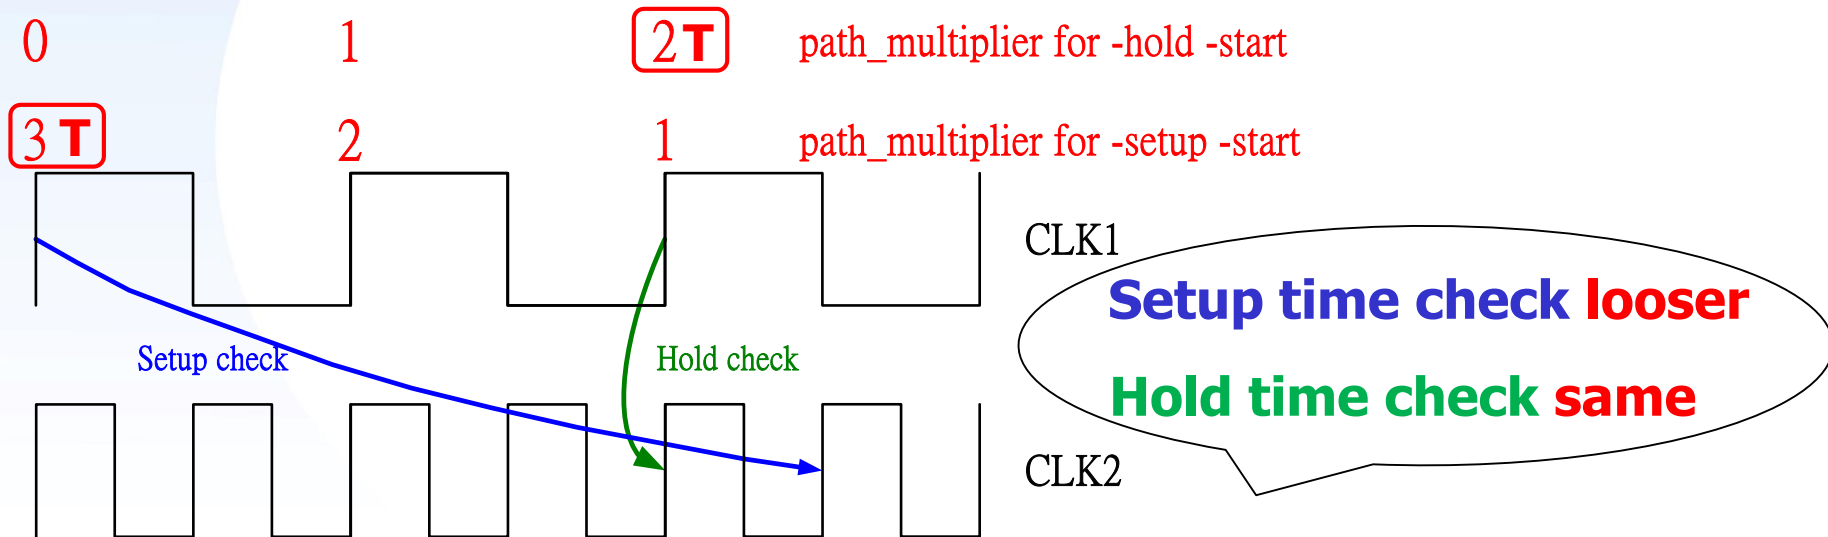 0 1 2T path_multiplier for -hold -start
3 T 2 1 path_multiplier for -setup -start
CLK1
Setup time check looser
Setup check Hold check
Hold time check same
CLK2